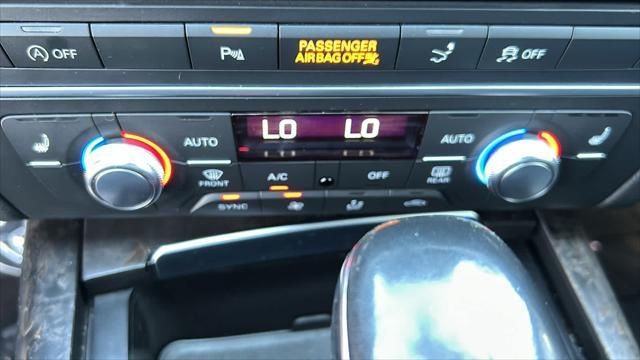 OFF
PASSENGER
AIRBAG OFF
OFF
AUTO
LO
LO
AUTO
FRONT
A/C
OFF
REAR
SYNC